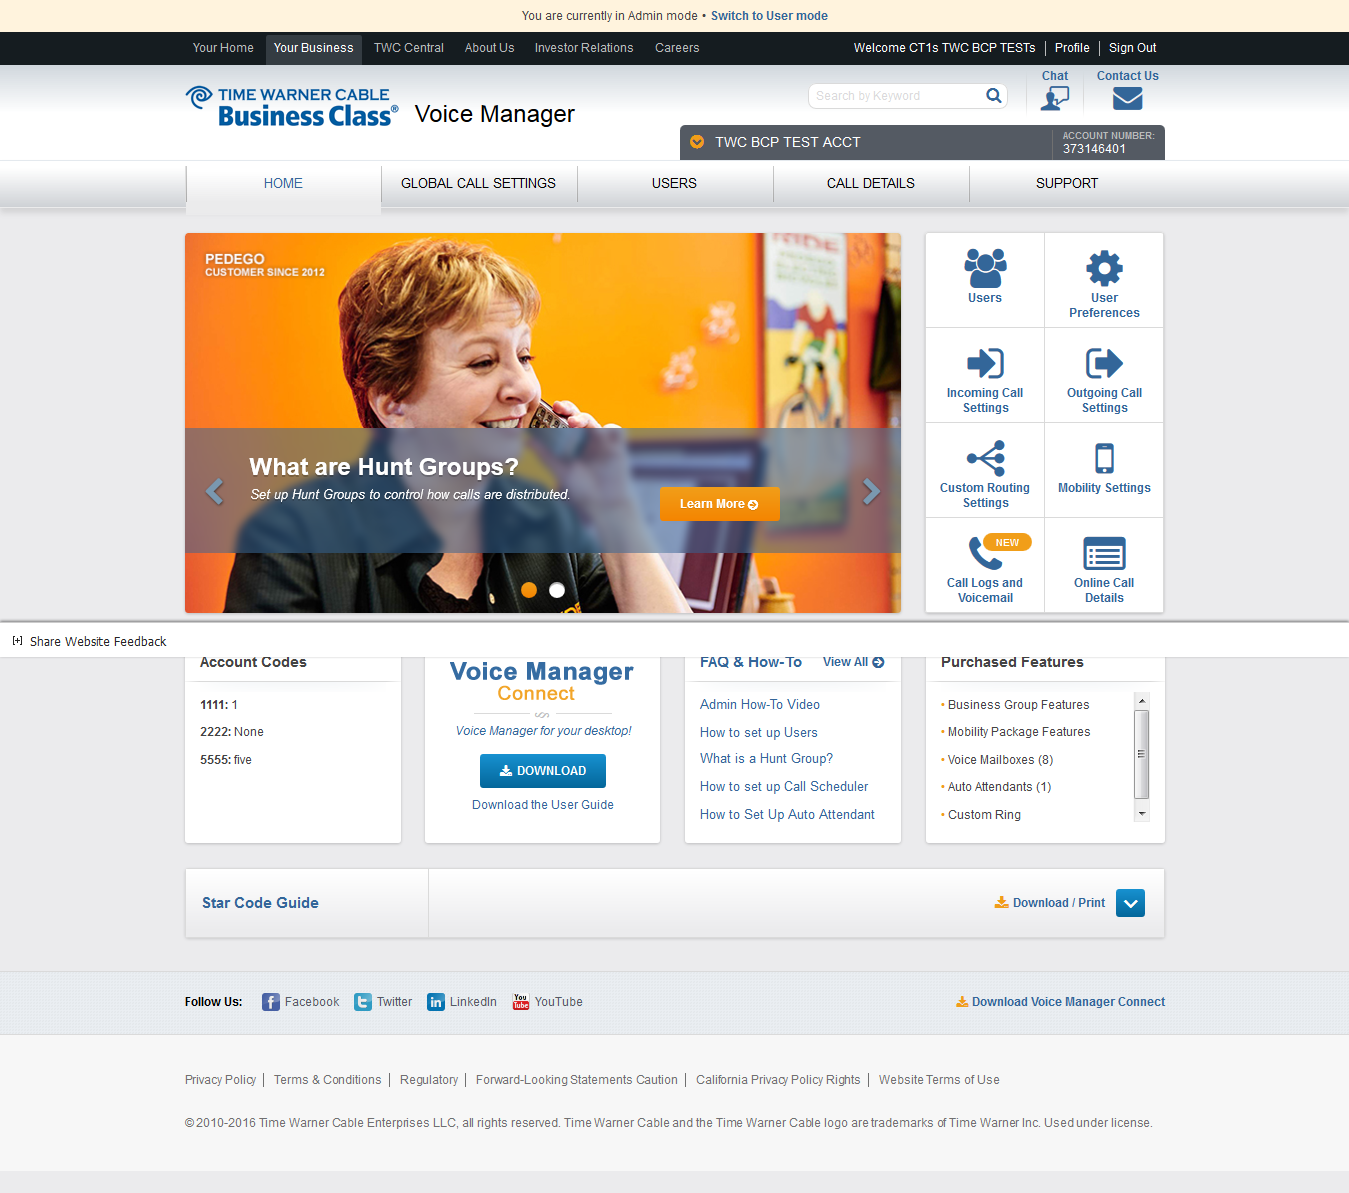 You are currently in Admin mode • Switch to User mode
Your Home Your Business TWC Central About Us Investor Relations Careers Welcome CT1s TWC BCP TESTs Profile Sign Out
TIME WARNER CABLE
Business Class® Voice Manager
Search by Keyword
Chat
Contact Us
TWC BCP TEST ACCT
ACCOUNT NUMBER:
373146401
HOME GLOBAL CALL SETTINGS USERS CALL DETAILS SUPPORT
PEDEGO
CUSTOMER SINCE 2012
RIDE
What are Hunt Groups?
Set up Hunt Groups to control how calls are distributed.
Learn More
Users
User
Preferences
Incoming Call
Settings
Outgoing Call
Settings
Custom Routing
Settings
Mobility Settings
NEW
Call Logs and
Voicemail
Online Call
Details
[+] Share Website Feedback
Account Codes
1111: 1
2222: None
5555: five
Voice Manager
Connect
Voice Manager for your desktop!
DOWNLOAD
Download the User Guide
FAQ & How-To View All
Admin How-To Video
How to set up Users
What is a Hunt Group?
How to set up Call Scheduler
How to Set Up Auto Attendant
Purchased Features
• Business Group Features
• Mobility Package Features
• Voice Mailboxes (8)
• Auto Attendants (1)
• Custom Ring
Star Code Guide
Download / Print
Follow Us: Facebook Twitter LinkedIn YouTube
Download Voice Manager Connect
Privacy Policy | Terms & Conditions | Regulatory | Forward-Looking Statements Caution | California Privacy Policy Rights | Website Terms of Use
© 2010-2016 Time Warner Cable Enterprises LLC, all rights reserved. Time Warner Cable and the Time Warner Cable logo are trademarks of Time Warner Inc. Used under license.